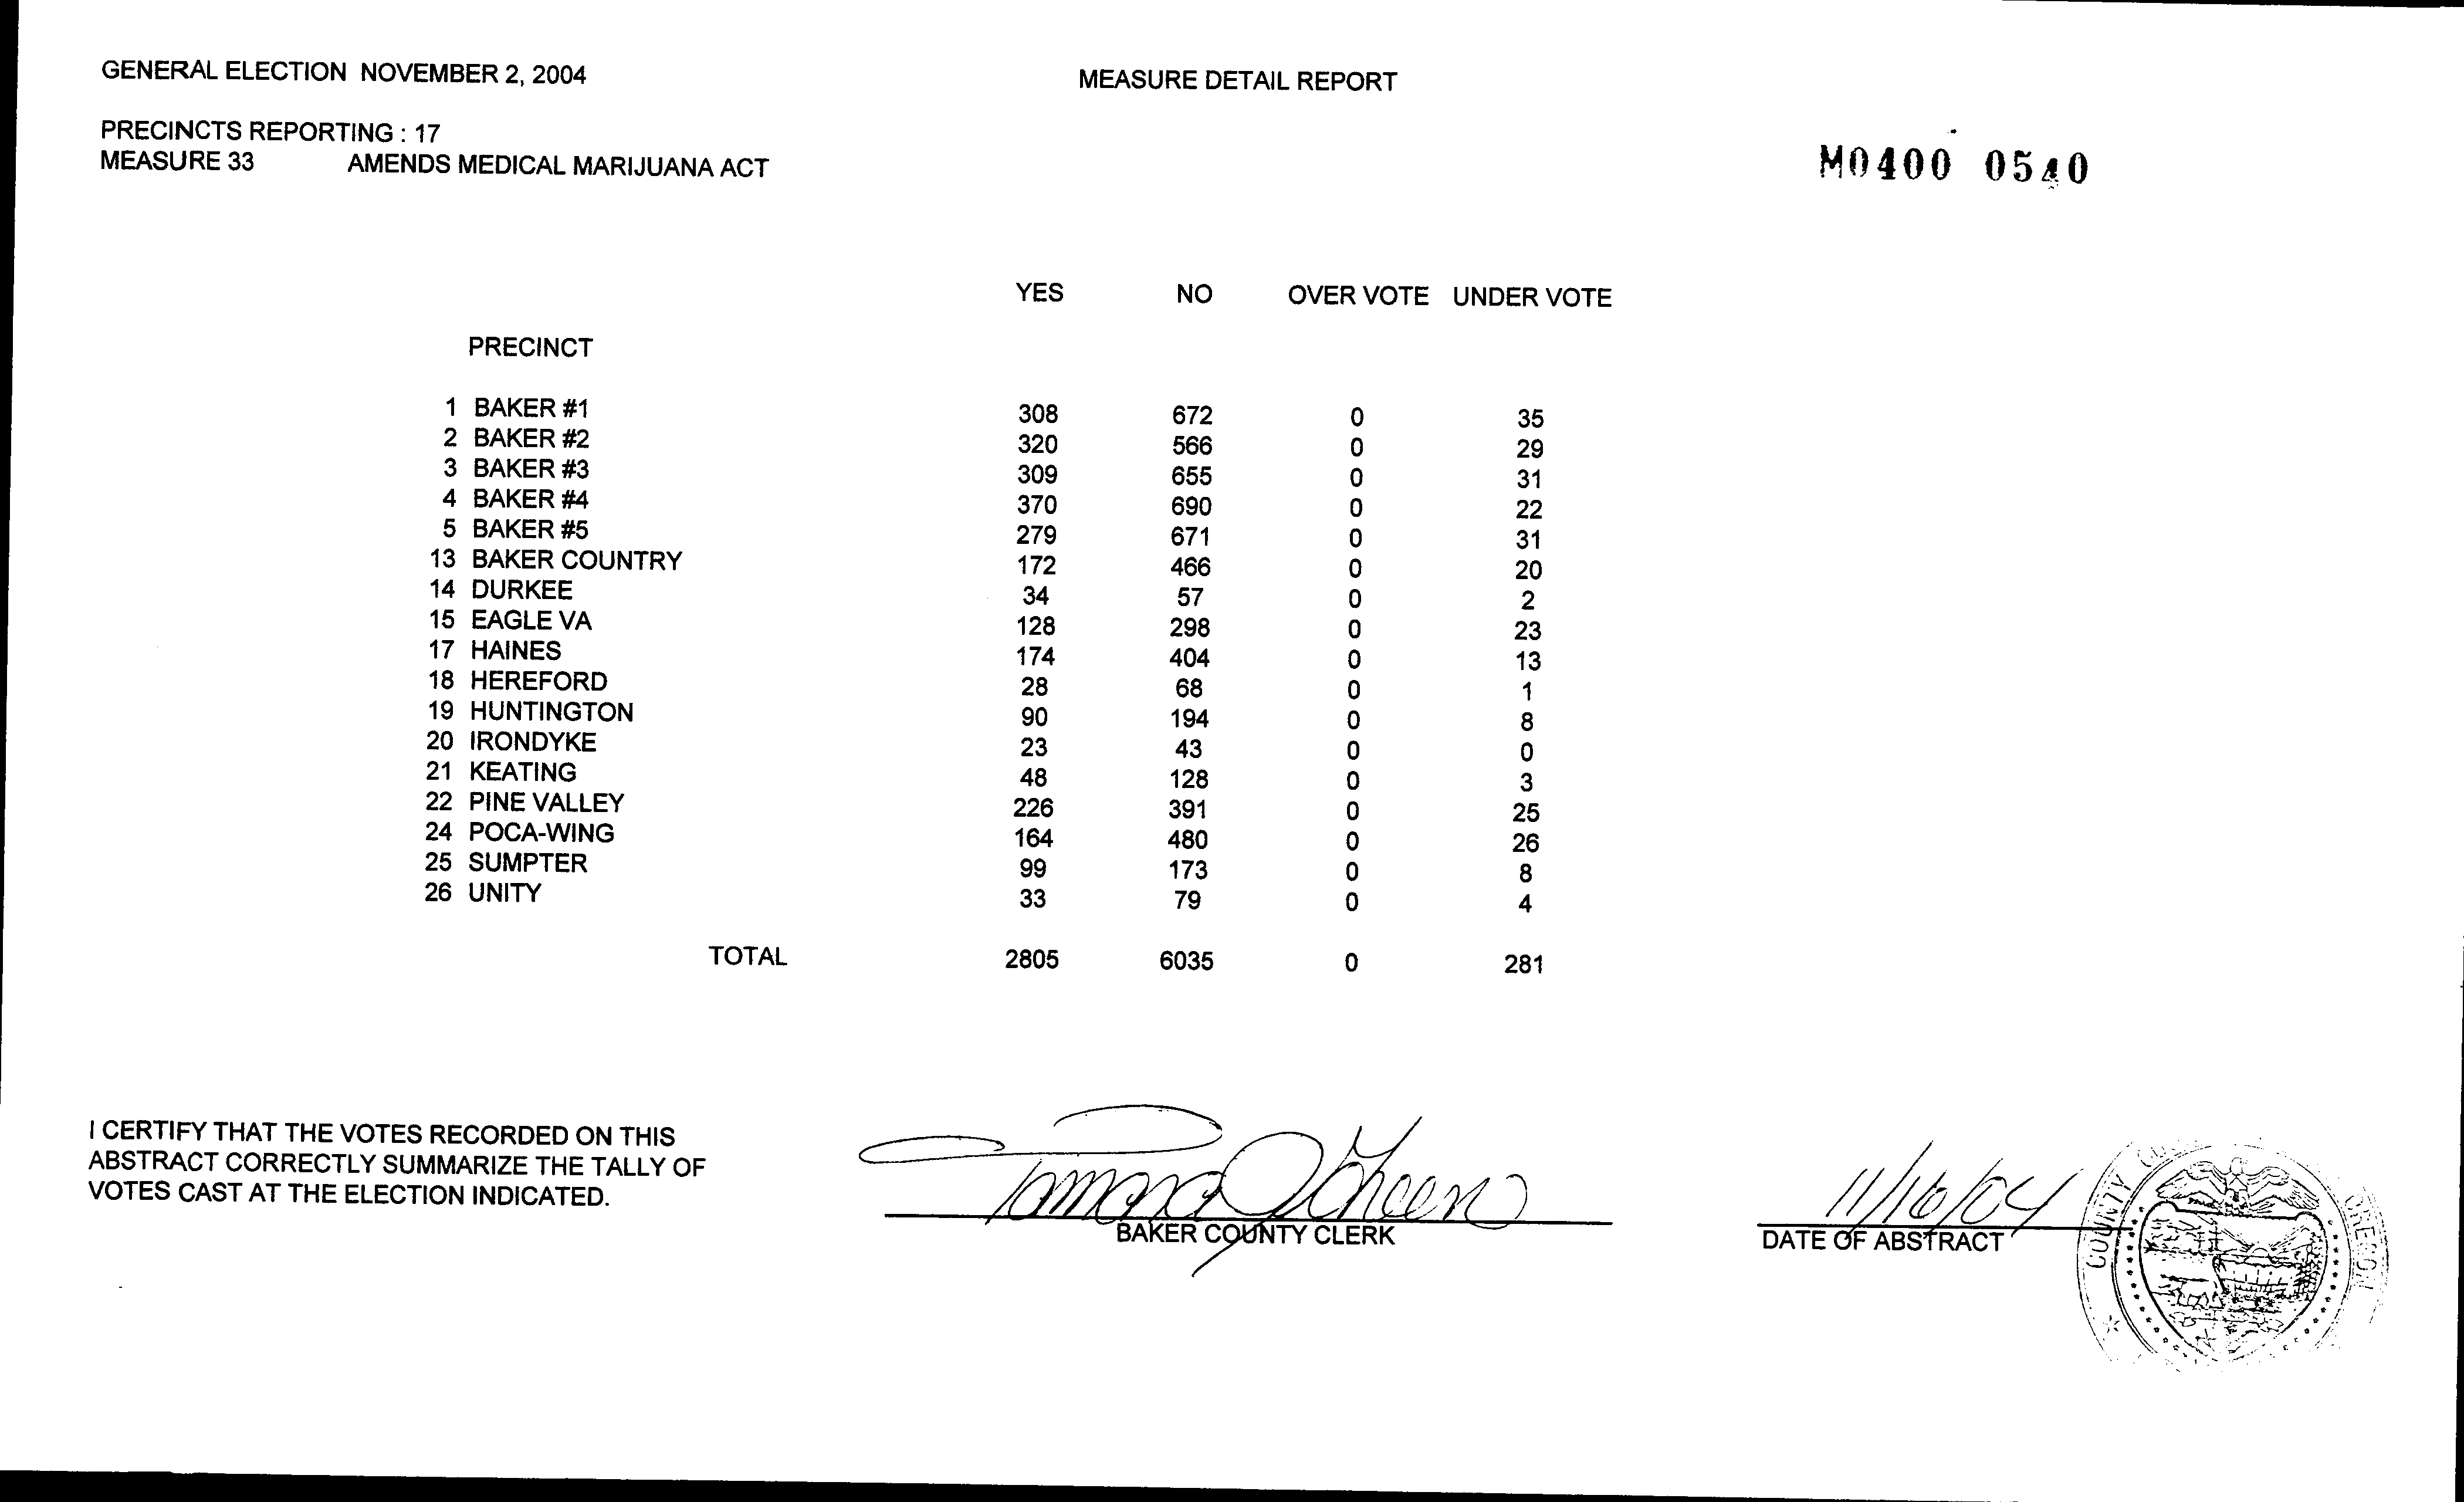 GENERAL ELECTION NOVEMBER 2, 2004 MEASURE DETAIL REPORT
PRECINCTS REPORTING : 17
MEASURE 33 AMENDS MEDICAL MARIJUANA ACT
M0400 0540
YES NO OVER VOTE UNDER VOTE
PRECINCT
1 BAKER #1 308 672 0 35
2 BAKER #2 320 566 0 29
3 BAKER #3 309 655 0 31
4 BAKER #4 370 690 0 22
5 BAKER #5 279 671 0 31
13 BAKER COUNTRY 172 466 0 20
14 DURKEE 34 57 0 2
15 EAGLE VA 128 298 0 23
17 HAINES 174 404 0 13
18 HEREFORD 28 68 0 1
19 HUNTINGTON 90 194 0 8
20 IRONDYKE 23 43 0 0
21 KEATING 48 128 0 3
22 PINE VALLEY 226 391 0 25
24 POCA-WING 164 480 0 26
25 SUMPTER 99 173 0 8
26 UNITY 33 79 0 4
TOTAL 2805 6035 0 281
I CERTIFY THAT THE VOTES RECORDED ON THIS
ABSTRACT CORRECTLY SUMMARIZE THE TALLY OF
VOTES CAST AT THE ELECTION INDICATED.
Tamara J Green
BAKER COUNTY CLERK
11/16/04
DATE OF ABSTRACT
COUNTY
OREGON